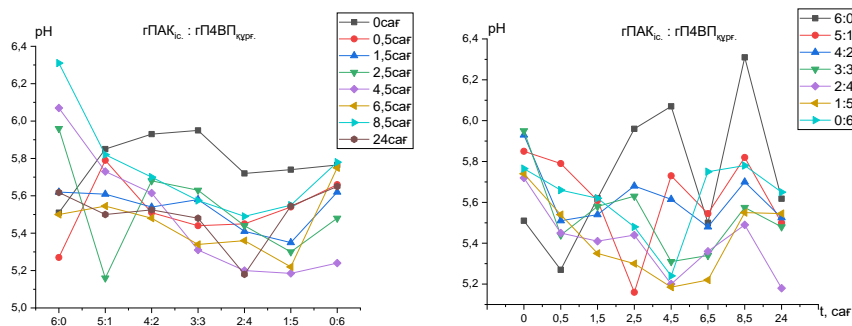 гПАКіс. : гП4ВПқұрғ.
pH
6,4
6,2
6,0
5,8
5,6
5,4
5,2
5,0
6:0
5:1
4:2
3:3
2:4
1:5
0:6
0сағ
0,5сағ
1,5сағ
2,5сағ
4,5сағ
6,5сағ
8,5сағ
24сағ
гПАКіс. : гП4ВПқұрғ.
pH
6,4
6,2
6,0
5,8
5,6
5,4
5,2
0
0,5
1,5
2,5
4,5
6,5
8,5
24
t, сағ
6:0
5:1
4:2
3:3
2:4
1:5
0:6